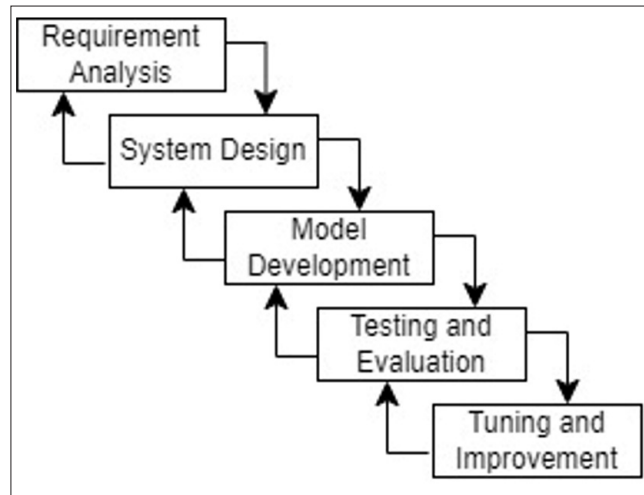 Requirement
Analysis
System Design
Model
Development
Testing and
Evaluation
Tuning and
Improvement